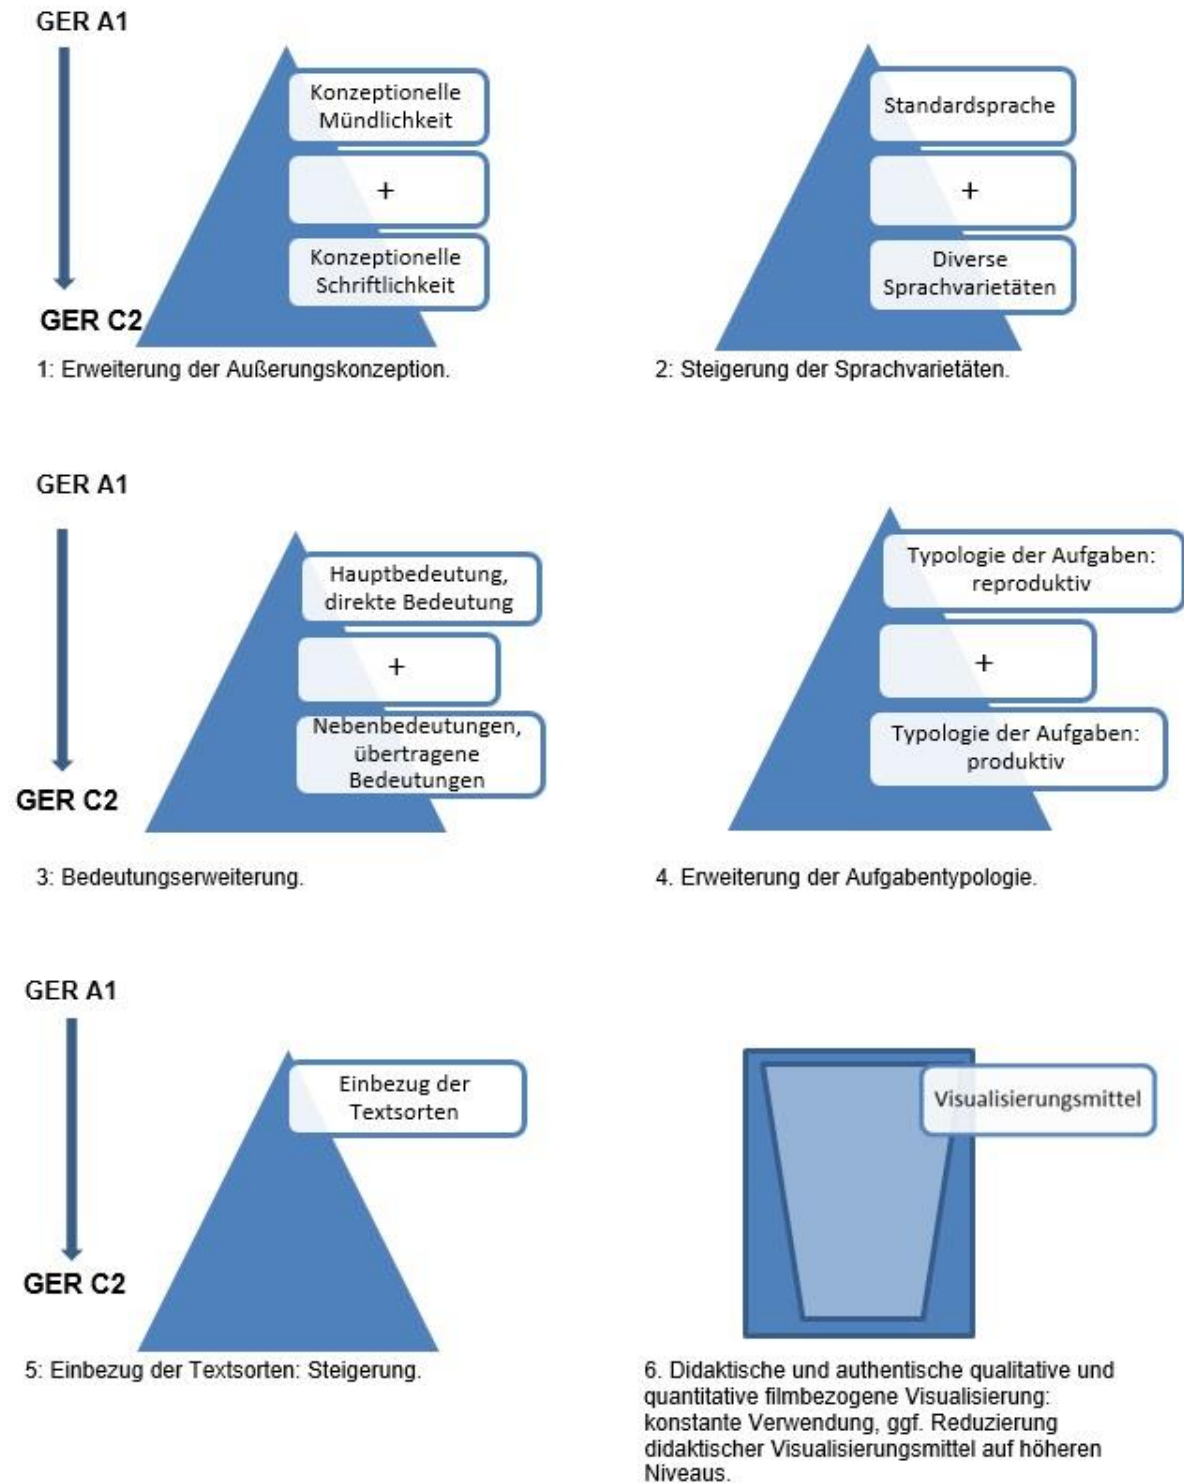 GER A1
Konzeptionelle
Mündlichkeit
+
Konzeptionelle
Schriftlichkeit
GER C2
1: Erweiterung der Äußerungskonzeption.
Standardsprache
+
Diverse
Sprachvarietäten
2: Steigerung der Sprachvarietäten.
GER A1
Hauptbedeutung,
direkte Bedeutung
+
Nebenbedeutungen,
übertragene
Bedeutungen
GER C2
3: Bedeutungserweiterung.
Typologie der Aufgaben:
reproduktiv
+
Typologie der Aufgaben:
produktiv
4. Erweiterung der Aufgabentypologie.
GER A1
Einbezug der
Textsorten
GER C2
5: Einbezug der Textsorten: Steigerung.
Visualisierungsmittel
6. Didaktische und authentische qualitative und
quantitative filmbezogene Visualisierung:
konstante Verwendung, ggf. Reduzierung
didaktischer Visualisierungsmittel auf höheren
Niveaus.